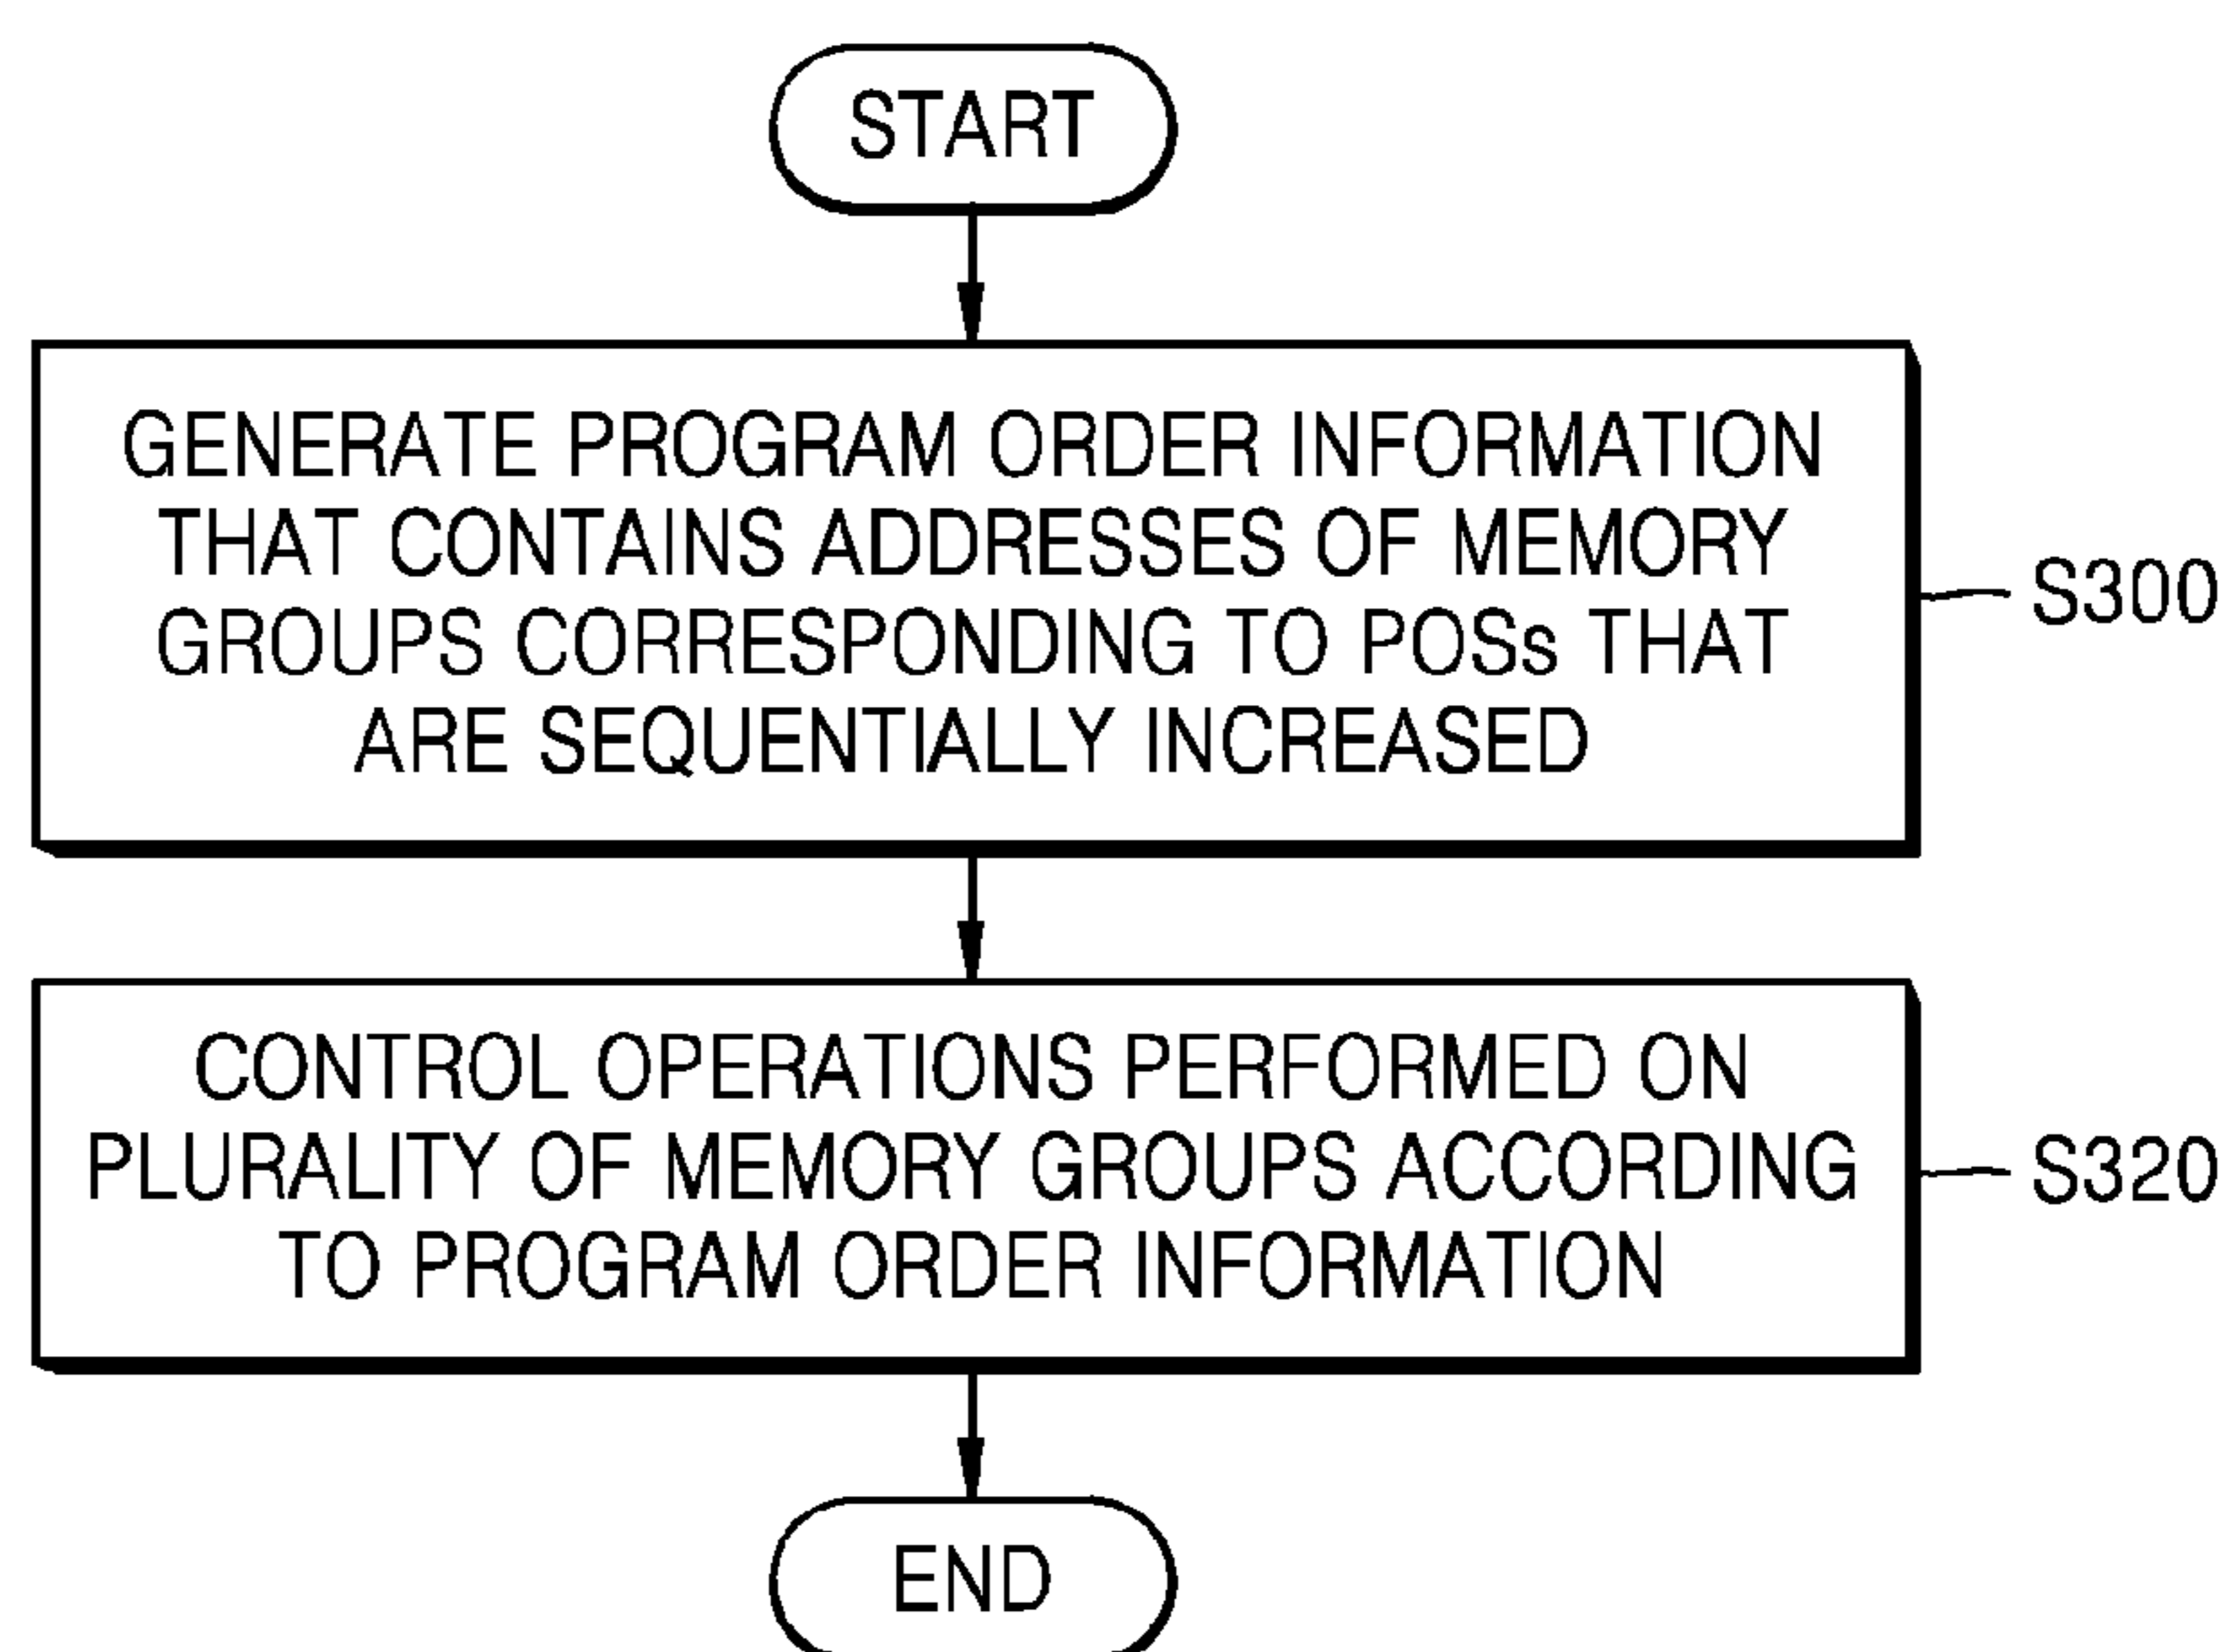 START
GENERATE PROGRAM ORDER INFORMATION
THAT CONTAINS ADDRESSES OF MEMORY
GROUPS CORRESPONDING TO POSs THAT
ARE SEQUENTIALLY INCREASED
S300
CONTROL OPERATIONS PERFORMED ON
PLURALITY OF MEMORY GROUPS ACCORDING
TO PROGRAM ORDER INFORMATION
S320
END